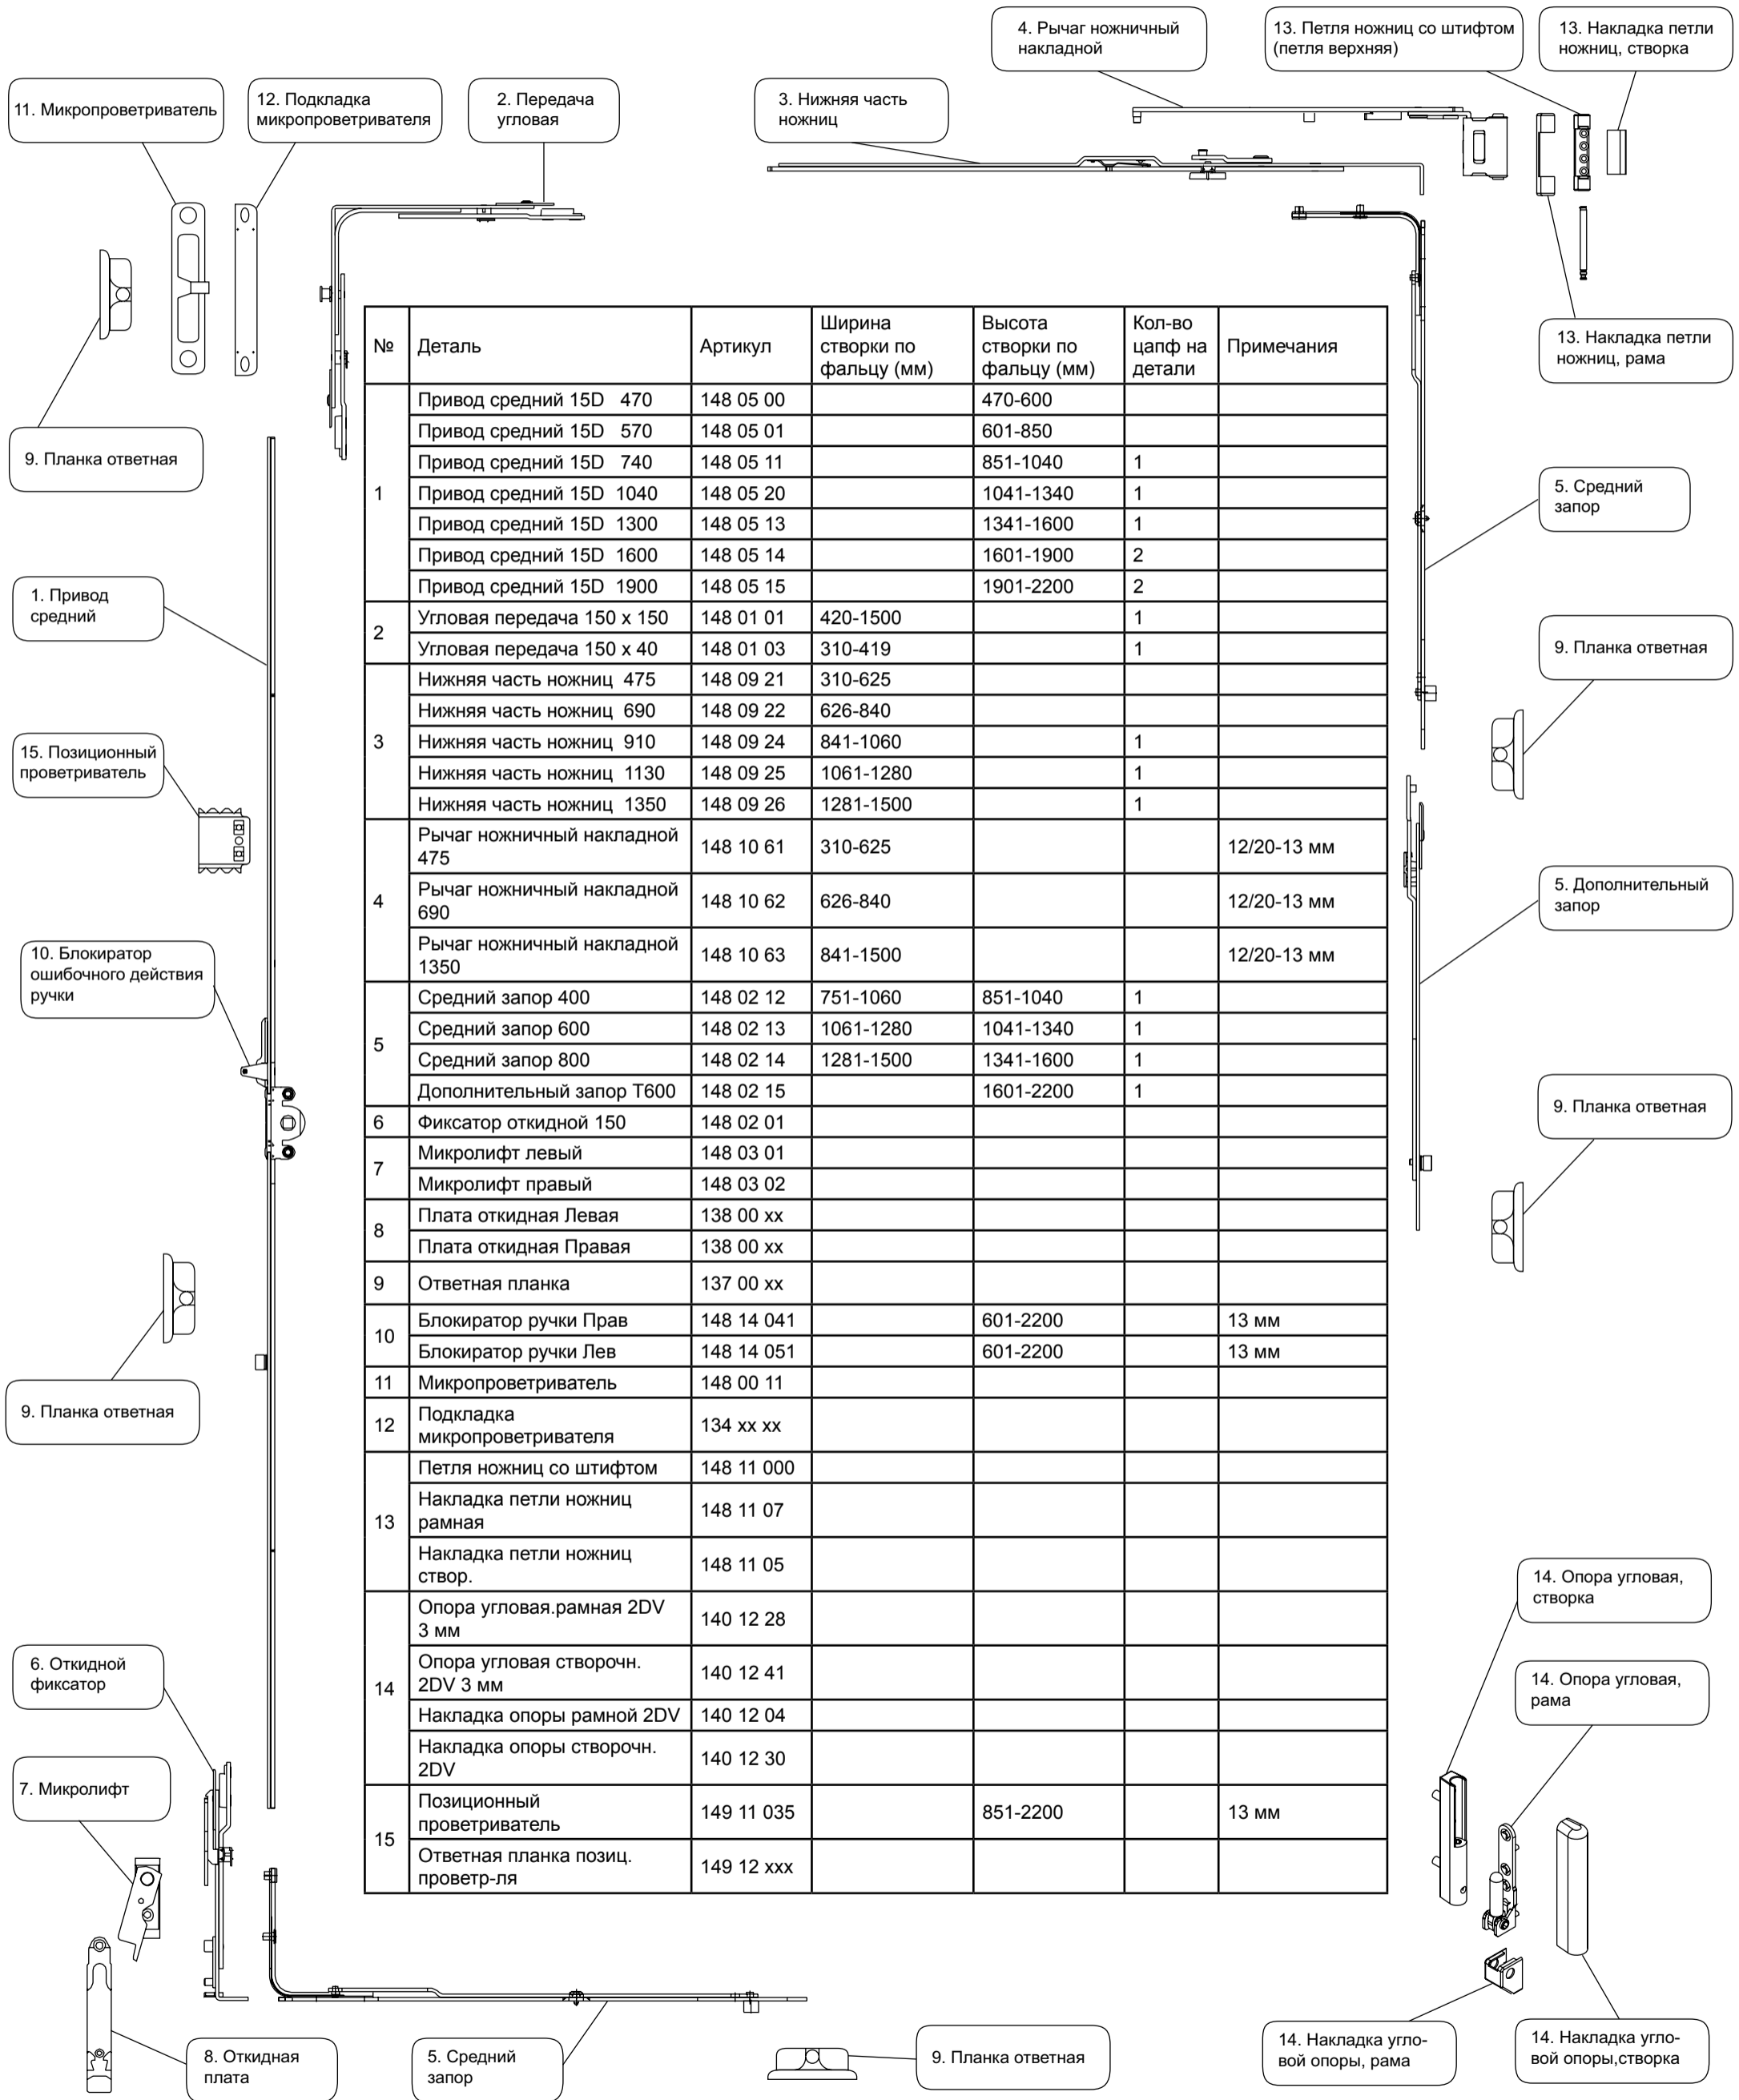 4. Рычаг ножничный
накладной
13. Петля ножниц со штифтом
(петля верхняя)
13. Накладка петли
ножниц, створка
11. Микропроветриватель
12. Подкладка
микропроветривателя
2. Передача
угловая
3. Нижняя часть
ножниц
13. Накладка петли
ножниц, рама
9. Планка ответная
5. Средний
запор
1. Привод
средний
9. Планка ответная
15. Позиционный
проветриватель
5. Дополнительный
запор
10. Блокиратор
ошибочного действия
ручки
9. Планка ответная
9. Планка ответная
№ Деталь Артикул Ширина створки по фальцу (мм) Высота створки по фальцу (мм) Кол-во цапф на детали Примечания
1 Привод средний 15D 470 148 05 00 470-600
Привод средний 15D 570 148 05 01 601-850
Привод средний 15D 740 148 05 11 851-1040 1
Привод средний 15D 1040 148 05 20 1041-1340 1
Привод средний 15D 1300 148 05 13 1341-1600 1
Привод средний 15D 1600 148 05 14 1601-1900 2
Привод средний 15D 1900 148 05 15 1901-2200 2
2 Угловая передача 150 x 150 148 01 01 420-1500 1
Угловая передача 150 x 40 148 01 03 310-419 1
3 Нижняя часть ножниц 475 148 09 21 310-625
Нижняя часть ножниц 690 148 09 22 626-840
Нижняя часть ножниц 910 148 09 24 841-1060 1
Нижняя часть ножниц 1130 148 09 25 1061-1280 1
Нижняя часть ножниц 1350 148 09 26 1281-1500 1
4 Рычаг ножничный накладной
475 148 10 61 310-625 12/20-13 мм
Рычаг ножничный накладной
690 148 10 62 626-840 12/20-13 мм
Рычаг ножничный накладной
1350 148 10 63 841-1500 12/20-13 мм
5 Средний запор 400 148 02 12 751-1060 851-1040 1
Средний запор 600 148 02 13 1061-1280 1041-1340 1
Средний запор 800 148 02 14 1281-1500 1341-1600 1
Дополнительный запор Т600 148 02 15 1601-2200 1
6 Фиксатор откидной 150 148 02 01
7 Микролифт левый 148 03 01
Микролифт правый 148 03 02
8 Плата откидная Левая 138 00 xx
Плата откидная Правая 138 00 xx
9 Ответная планка 137 00 xx
10 Блокиратор ручки Прав 148 14 041 601-2200 13 мм
Блокиратор ручки Лев 148 14 051 601-2200 13 мм
11 Микропроветриватель 148 00 11
12 Подкладка
микропроветривателя 134 xx xx
13 Петля ножниц со штифтом 148 11 000
Накладка петли ножниц
рамная 148 11 07
Накладка петли ножниц
створ. 148 11 05
14 Опора угловая.рамная 2DV
3 мм 140 12 28
Опора угловая створочн.
2DV 3 мм 140 12 41
Накладка опоры рамной 2DV 140 12 04
Накладка опоры створочн.
2DV 140 12 30
15 Позиционный
проветриватель 149 11 035 851-2200 13 мм
Ответная планка позиц.
проветр-ля 149 12 xxx
14. Опора угловая,
створка
6. Откидной
фиксатор
14. Опора угловая,
рама
7. Микролифт
8. Откидная
плата
5. Средний
запор
9. Планка ответная
14. Накладка угло-
вой опоры, рама
14. Накладка угло-
вой опоры,створка